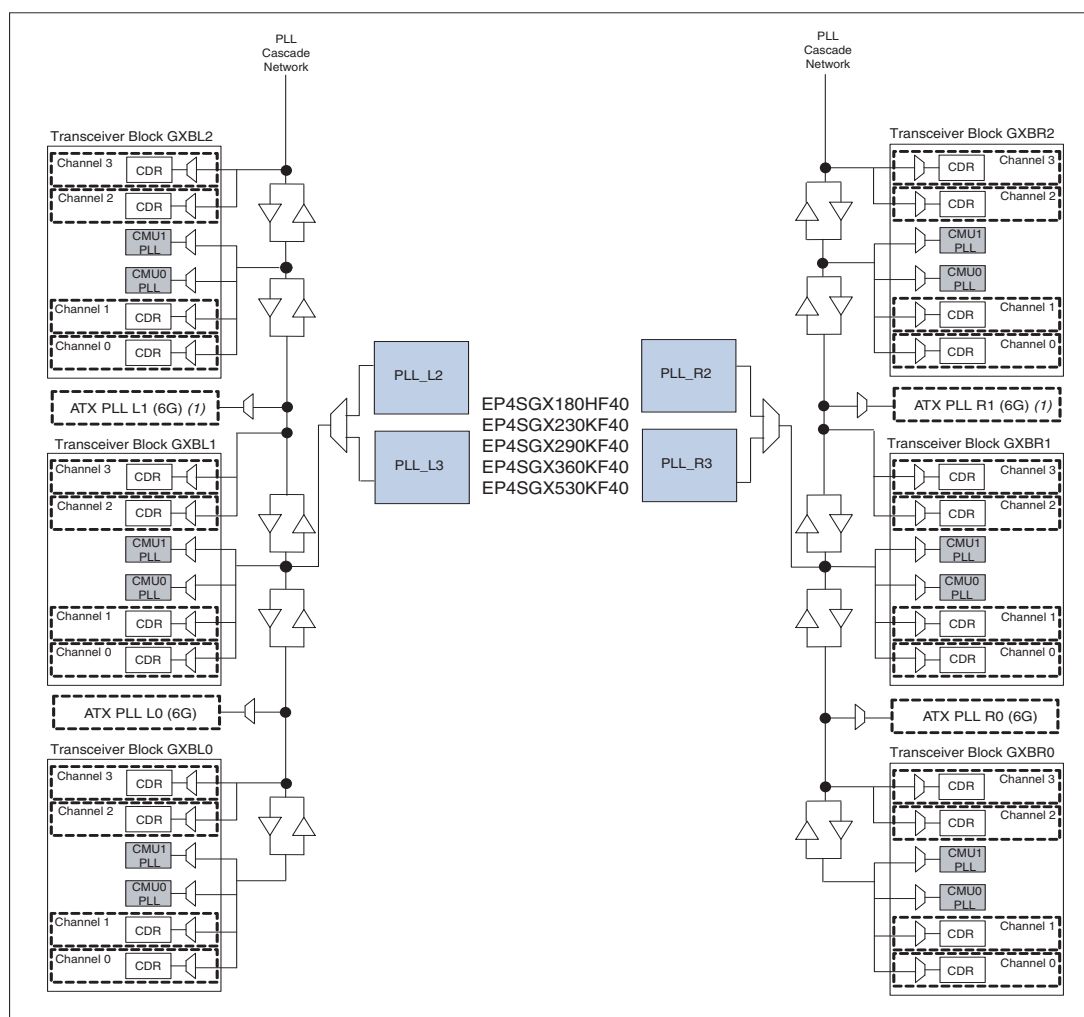 PLL
Cascade
Network
Transceiver Block GXBL2
Channel 3
CDR
Channel 2
CDR
CMU1
PLL
CMU0
PLL
Channel 1
CDR
Channel 0
CDR
ATX PLL L1 (6G) (1)
Transceiver Block GXBL1
Channel 3
CDR
Channel 2
CDR
CMU1
PLL
CMU0
PLL
Channel 1
CDR
Channel 0
CDR
ATX PLL L0 (6G)
Transceiver Block GXBL0
Channel 3
CDR
Channel 2
CDR
CMU1
PLL
CMU0
PLL
Channel 1
CDR
Channel 0
CDR
PLL_L2
PLL_L3
EP4SGX180HF40
EP4SGX230KF40
EP4SGX290KF40
EP4SGX360KF40
EP4SGX530KF40
PLL_R2
PLL_R3
PLL
Cascade
Network
Transceiver Block GXBR2
CDR
Channel 3
CDR
Channel 2
CMU1
PLL
CMU0
PLL
CDR
Channel 1
CDR
Channel 0
ATX PLL R1 (6G) (1)
Transceiver Block GXBR1
CDR
Channel 3
CDR
Channel 2
CMU1
PLL
CMU0
PLL
CDR
Channel 1
CDR
Channel 0
ATX PLL R0 (6G)
Transceiver Block GXBR0
CDR
Channel 3
CDR
Channel 2
CMU1
PLL
CMU0
PLL
CDR
Channel 1
CDR
Channel 0